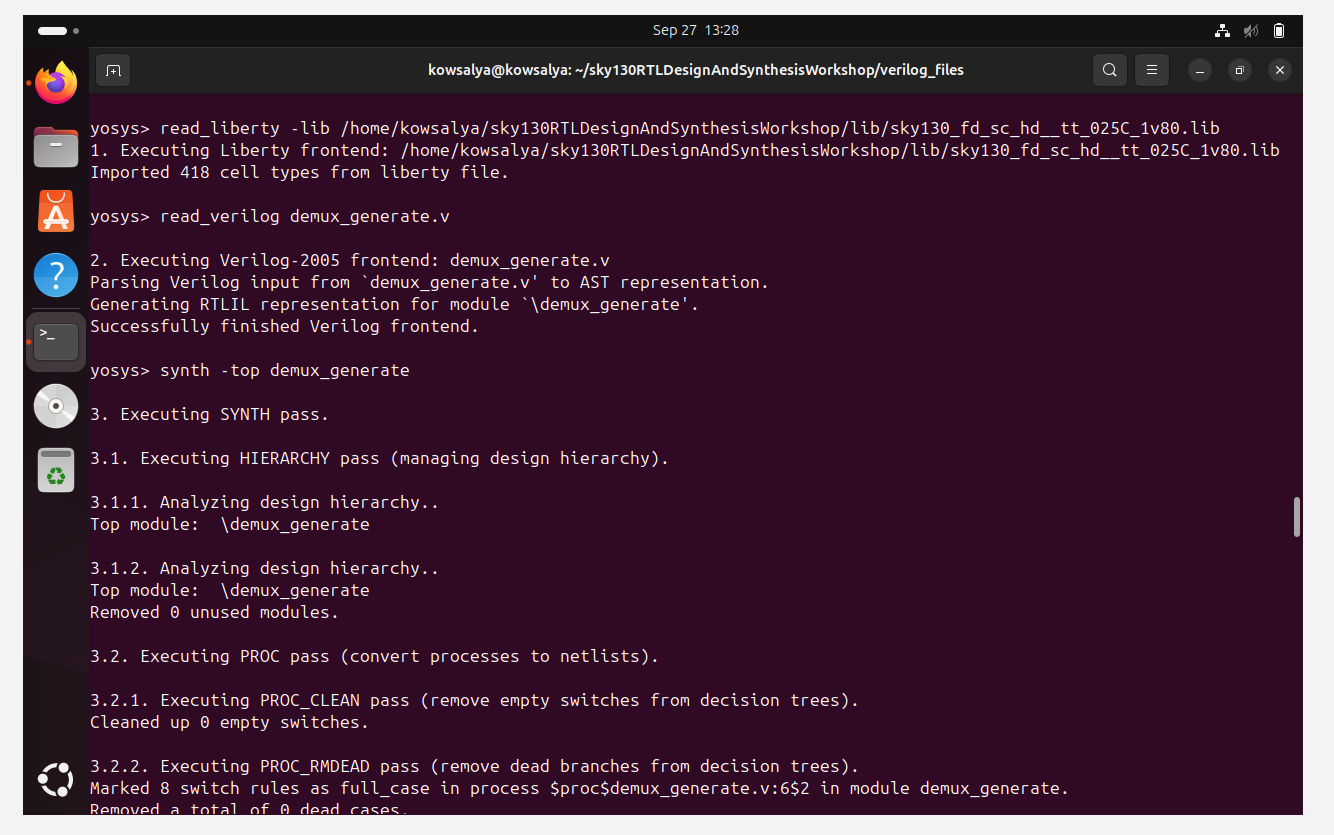 Sep 27 13:28
kowsalya@kowsalya: ~/sky130RTLDesignAndSynthesisWorkshop/verilog_files
yosys> read_liberty -lib /home/kowsalya/sky130RTLDesignAndSynthesisWorkshop/lib/sky130_fd_sc_hd__tt_025C_1v80.lib
1. Executing Liberty frontend: /home/kowsalya/sky130RTLDesignAndSynthesisWorkshop/lib/sky130_fd_sc_hd__tt_025C_1v80.lib
Imported 418 cell types from liberty file.
yosys> read_verilog demux_generate.v
2. Executing Verilog-2005 frontend: demux_generate.v
Parsing Verilog input from `demux_generate.v' to AST representation.
Generating RTLIL representation for module `\demux_generate'.
Successfully finished Verilog frontend.
yosys> synth -top demux_generate
3. Executing SYNTH pass.
3.1. Executing HIERARCHY pass (managing design hierarchy).
3.1.1. Analyzing design hierarchy..
Top module:  \demux_generate
3.1.2. Analyzing design hierarchy..
Top module:  \demux_generate
Removed 0 unused modules.
3.2. Executing PROC pass (convert processes to netlists).
3.2.1. Executing PROC_CLEAN pass (remove empty switches from decision trees).
Cleaned up 0 empty switches.
3.2.2. Executing PROC_RMDEAD pass (remove dead branches from decision trees).
Marked 8 switch rules as full_case in process $proc$demux_generate.v:6$2 in module demux_generate.
Removed a total of 0 dead cases.